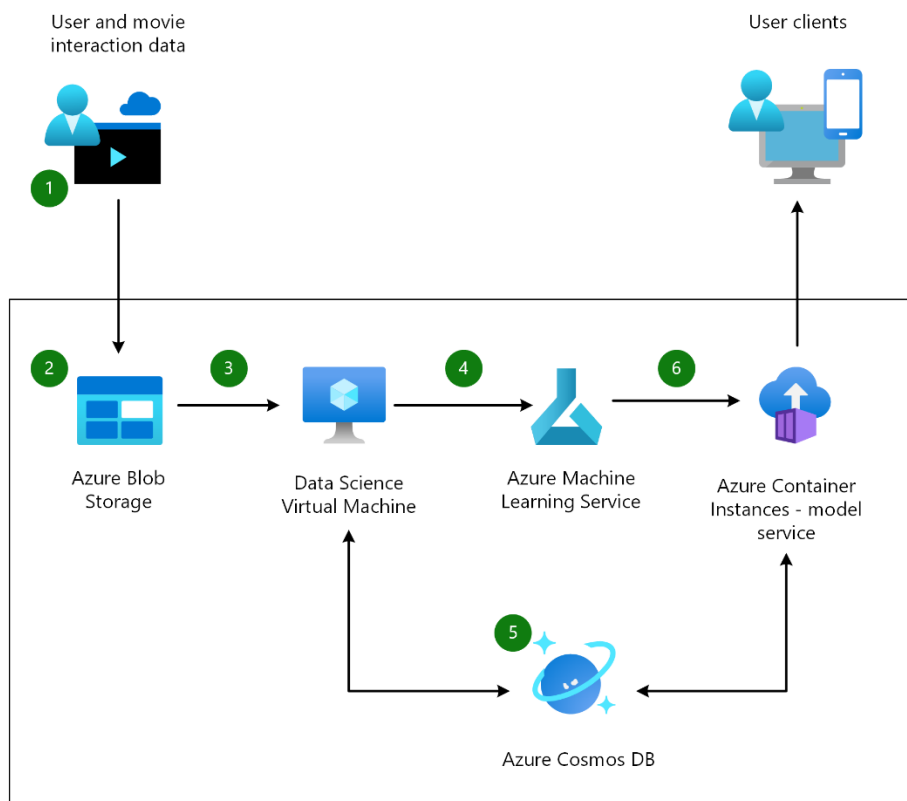 User and movie
interaction data
User clients
1
2
3
4
6
Azure Blob
Storage
Data Science
Virtual Machine
Azure Machine
Learning Service
Azure Container
Instances - model
service
5
Azure Cosmos DB